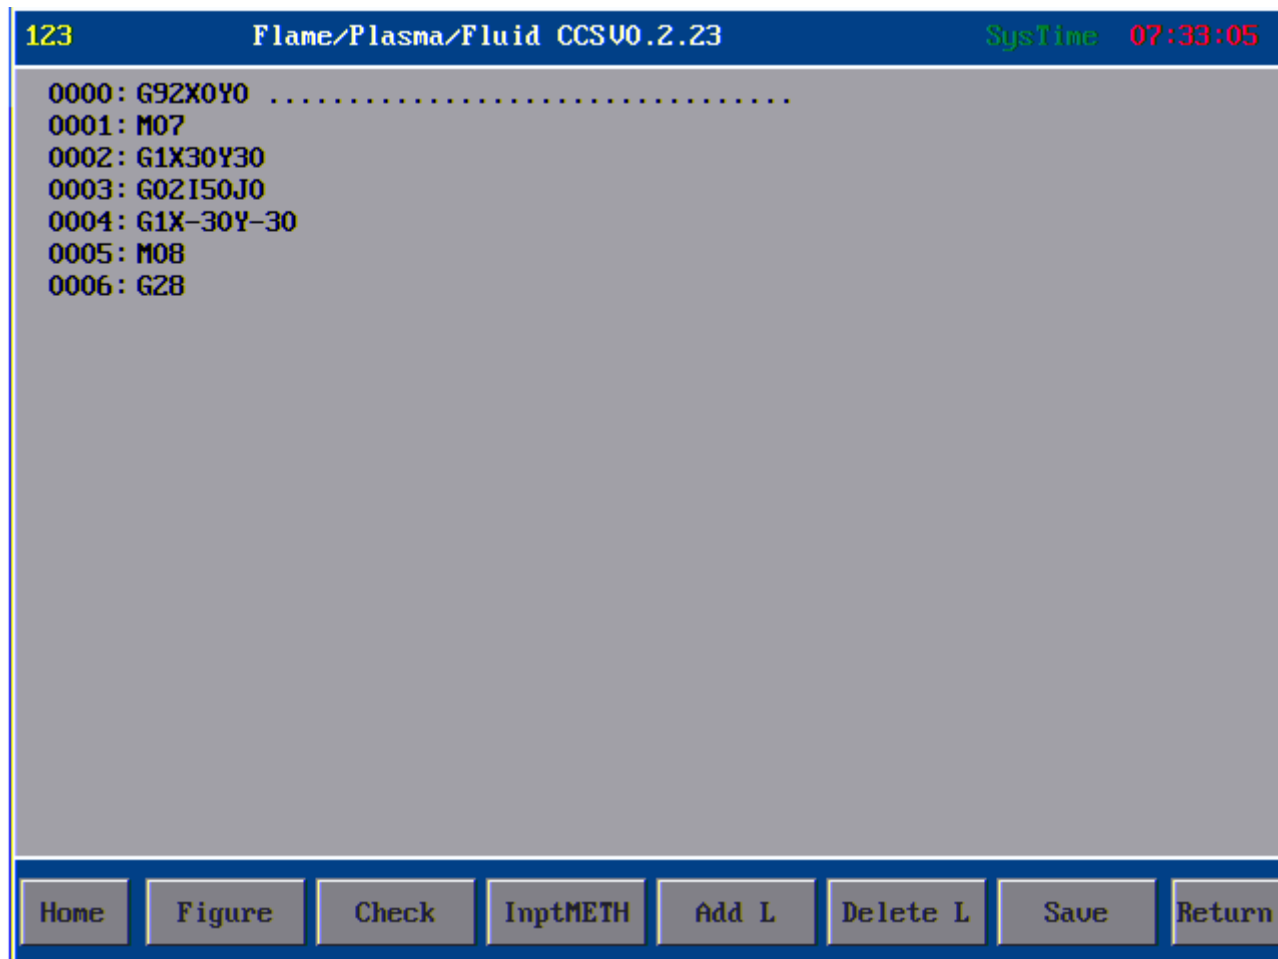 123 Flame/Plasma/Fluid CCSV0.2.23 SysTime 07:33:05
0000:G92X0Y0 .................................
0001:M07
0002:G1X30Y30
0003:G02I50J0
0004:G1X-30Y-30
0005:M08
0006:G28
Home Figure Check InptMETH Add L Delete L Save Return